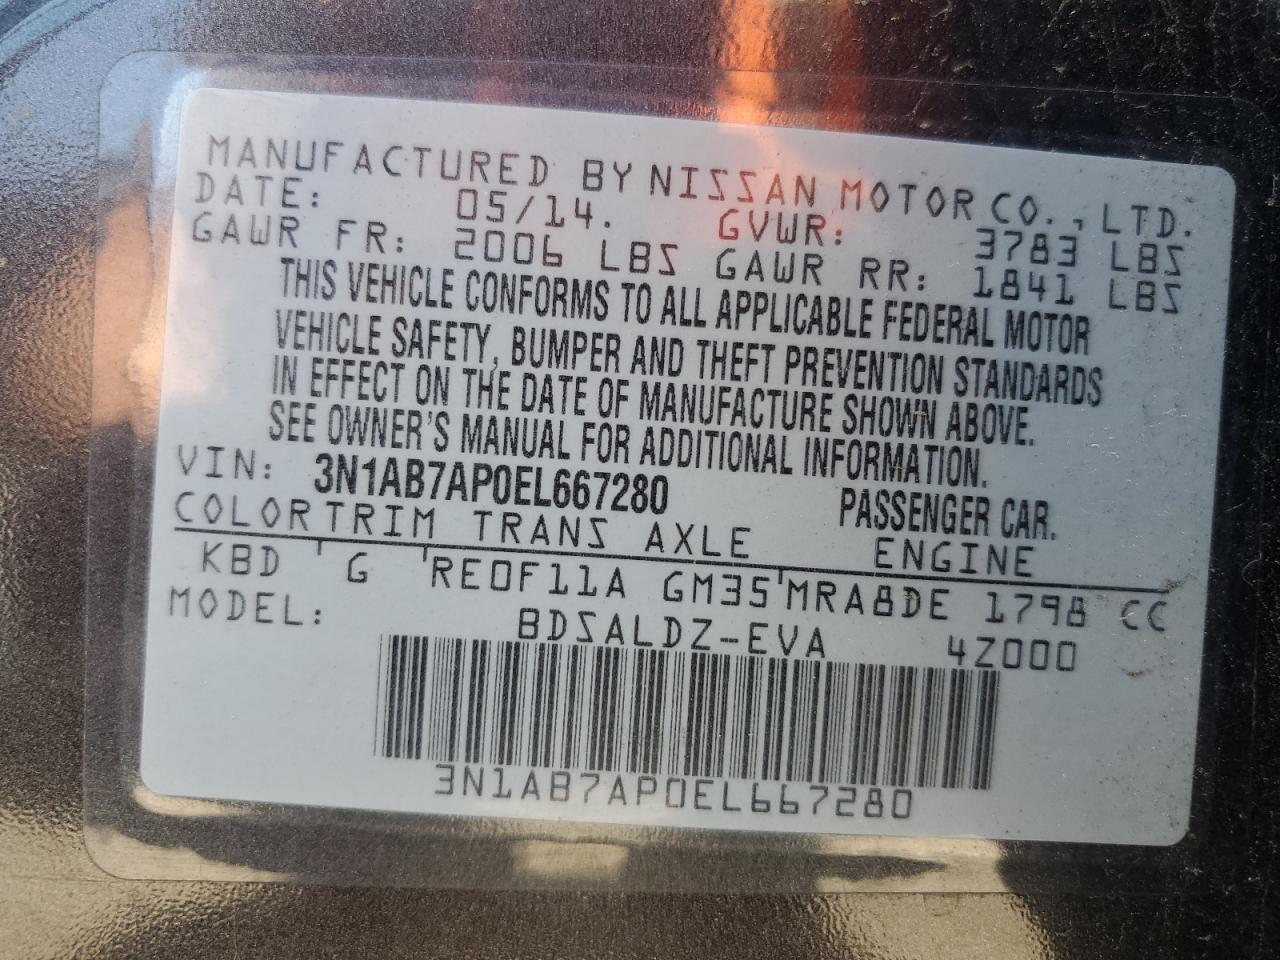 MANUFACTURED BY NISSAN MOTOR CO., LTD.
DATE: 05/14. GVWR: 3783 LBS
GAWR FR: 2006 LBS GAWR RR: 1841 LBS
THIS VEHICLE CONFORMS TO ALL APPLICABLE FEDERAL MOTOR
VEHICLE SAFETY, BUMPER AND THEFT PREVENTION STANDARDS
IN EFFECT ON THE DATE OF MANUFACTURE SHOWN ABOVE.
SEE OWNER'S MANUAL FOR ADDITIONAL INFORMATION.
VIN: 3N1AB7AP0EL667280 PASSENGER CAR.
COLOR TRIM TRANS AXLE ENGINE
KBD G RE0F11A GM35 MRA8DE 1798 CC
MODEL: BDSALDZ-EVA 4Z000
3N1AB7AP0EL667280